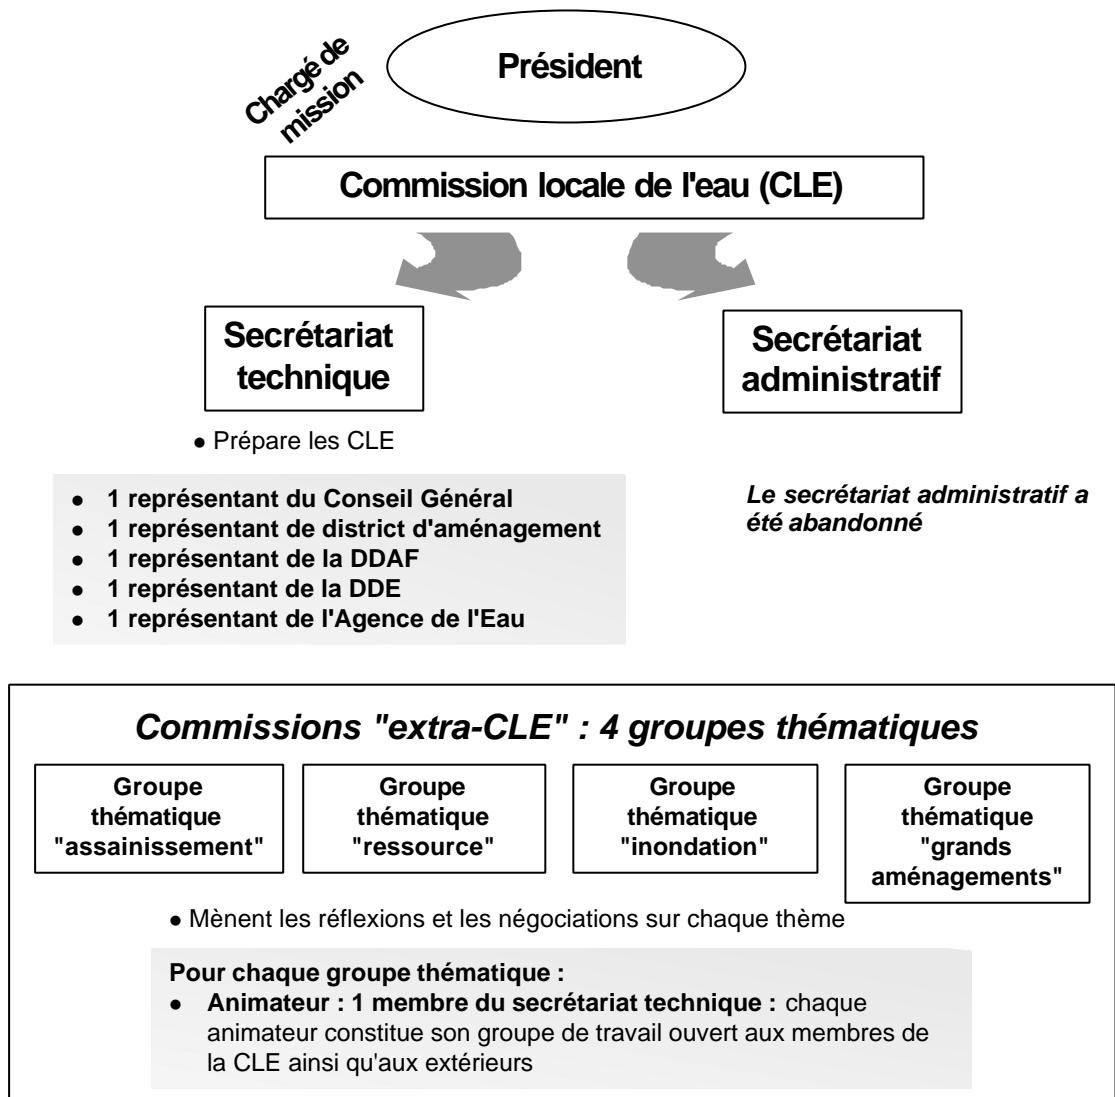 Président
Chargé de
mission
Commission locale de l'eau (CLE)
Secrétariat
technique
Secrétariat
administratif
● Prépare les CLE
● 1 représentant du Conseil Général
● 1 représentant de district d'aménagement
● 1 représentant de la DDAF
● 1 représentant de la DDE
● 1 représentant de l'Agence de l'Eau
Le secrétariat administratif a
été abandonné
Commissions "extra-CLE" : 4 groupes thématiques
Groupe
thématique
"assainissement"
Groupe
thématique
"ressource"
Groupe
thématique
"inondation"
Groupe
thématique
"grands
aménagements"
● Mènent les réflexions et les négociations sur chaque thème
Pour chaque groupe thématique :
● Animateur : 1 membre du secrétariat technique : chaque
animateur constitue son groupe de travail ouvert aux membres de
la CLE ainsi qu'aux extérieurs